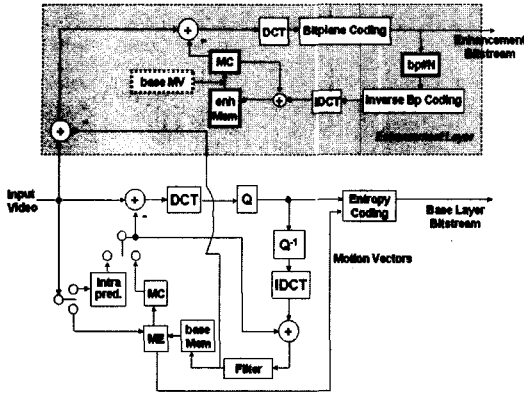 DCT
Bitplane Coding
Enhancement
Bitstream
MC
bp#N
base MV
enh
Mem
IDCT
Inverse Bp Coding
Enhancement Layer
Input
Video
DCT
Q
Entropy
Coding
Base Layer
Bitstream
Q-1
Motion Vectors
Intra
pred.
MC
IDCT
ME
base
Mem
Filter